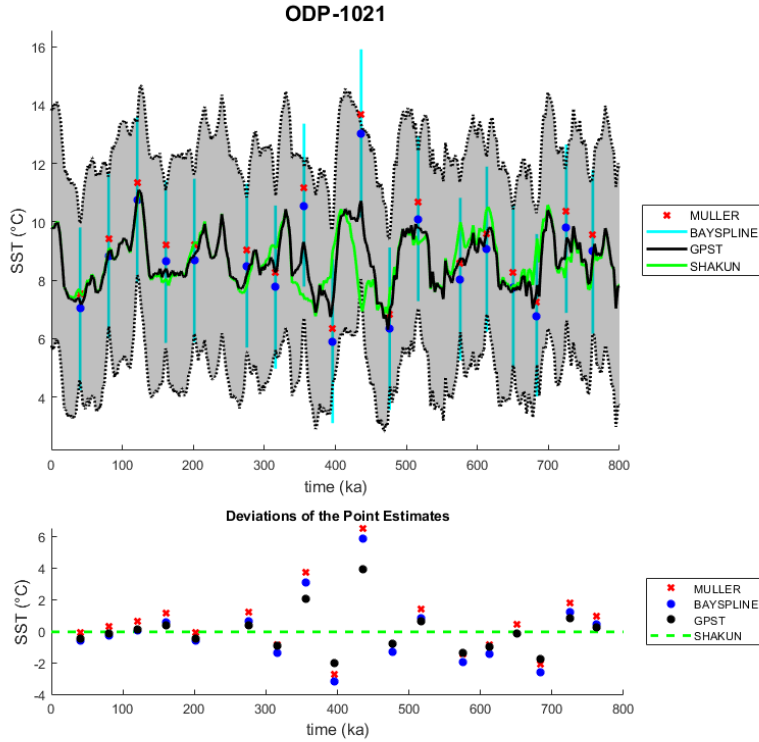 ODP-1021
16
14
12
10
8
6
4
SST (°C)
0 100 200 300 400 500 600 700 800
time (ka)
MULLER
BAYSPLINE
GPST
SHAKUN
Deviations of the Point Estimates
6
4
2
0
-2
-4
SST (°C)
0 100 200 300 400 500 600 700 800
time (ka)
MULLER
BAYSPLINE
GPST
SHAKUN